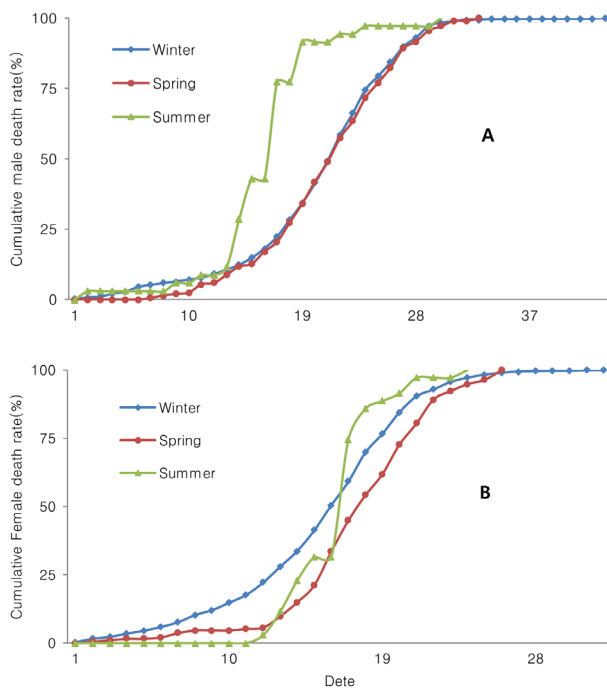 Cumulative male death rate(%)
100
75
50
25
0
Winter
Spring
Summer
A
1
10
19
28
37
Cumulative Female death rate(%)
100
75
50
25
0
Winter
Spring
Summer
B
1
10
19
28
Dete